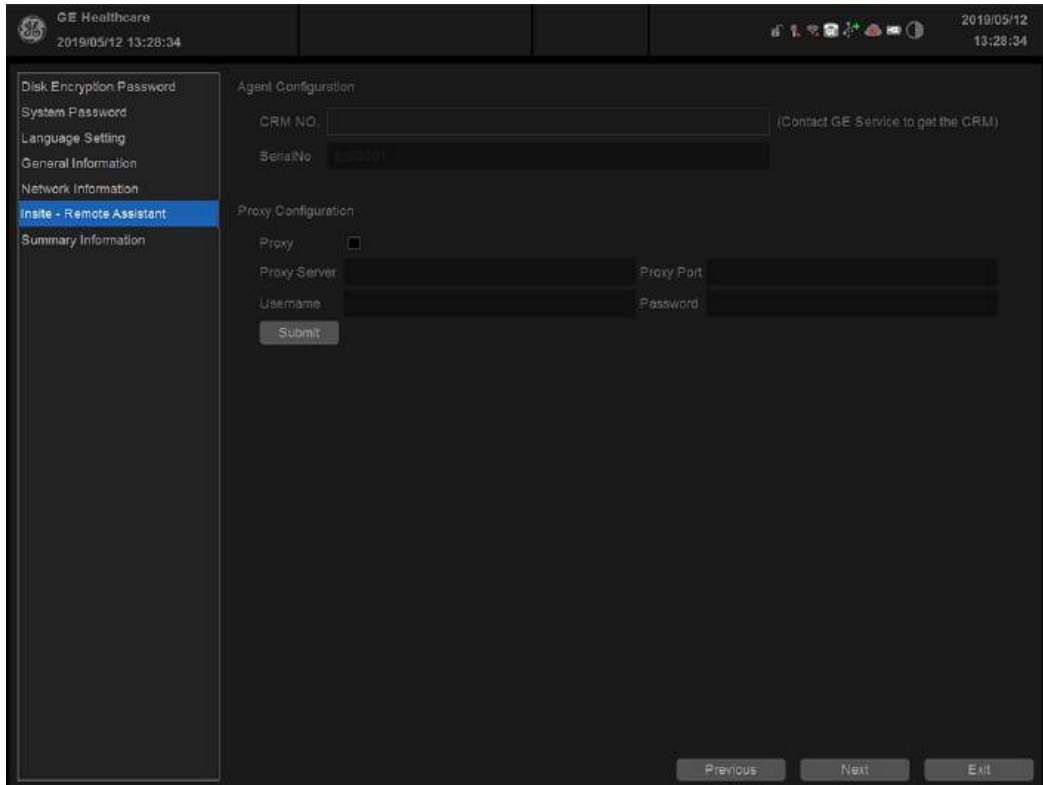 GE Healthcare
2019/05/12 13:28:34
2019/05/12
13:28:34
Disk Encryption Password
System Password
Language Setting
General Information
Network Information
Insite - Remote Assistant
Summary Information
Agent Configuration
CRM NO. (Contact GE Service to get the CRM)
SerialNo
Proxy Configuration
Proxy
Proxy Server Proxy Port
Username Password
Submit
Previous Next Exit